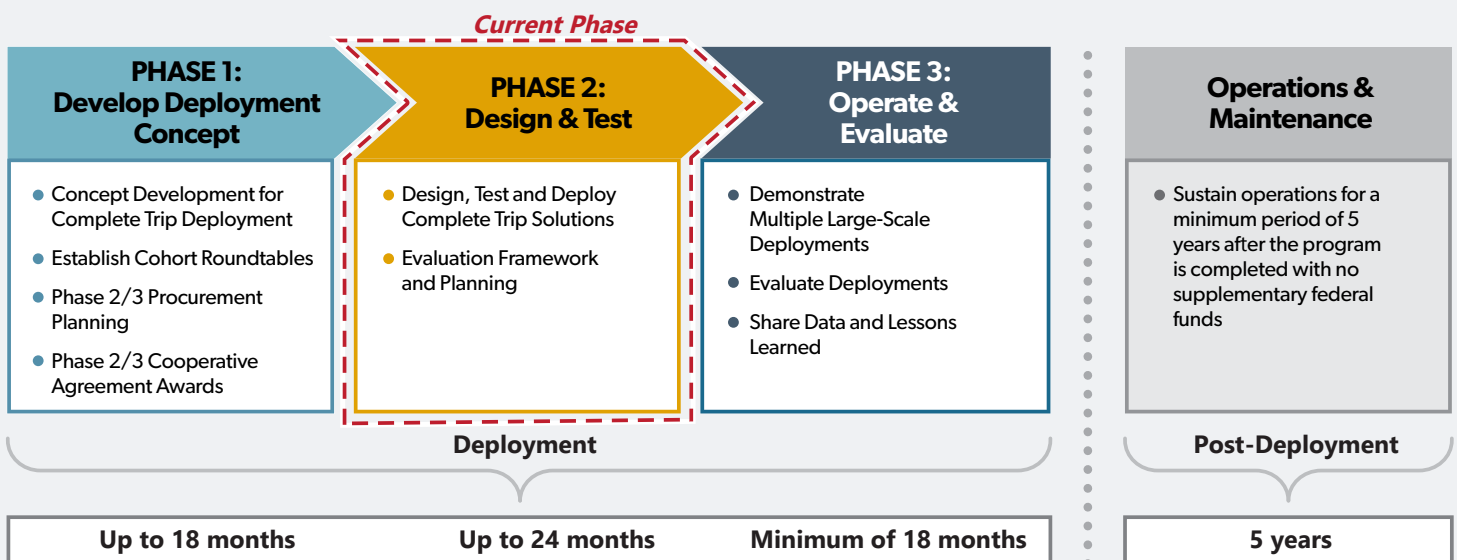 Current Phase
PHASE 1:
Develop Deployment
Concept
PHASE 2:
Design & Test
PHASE 3:
Operate &
Evaluate
Operations &
Maintenance
Concept Development for
Complete Trip Deployment
Establish Cohort Roundtables
Phase 2/3 Procurement
Planning
Phase 2/3 Cooperative
Agreement Awards
Design, Test and Deploy
Complete Trip Solutions
Evaluation Framework
and Planning
Demonstrate
Multiple Large-Scale
Deployments
Evaluate Deployments
Share Data and Lessons
Learned
Sustain operations for a
minimum period of 5
years after the program
is completed with no
supplementary federal
funds
Deployment
Post-Deployment
Up to 18 months
Up to 24 months
Minimum of 18 months
5 years